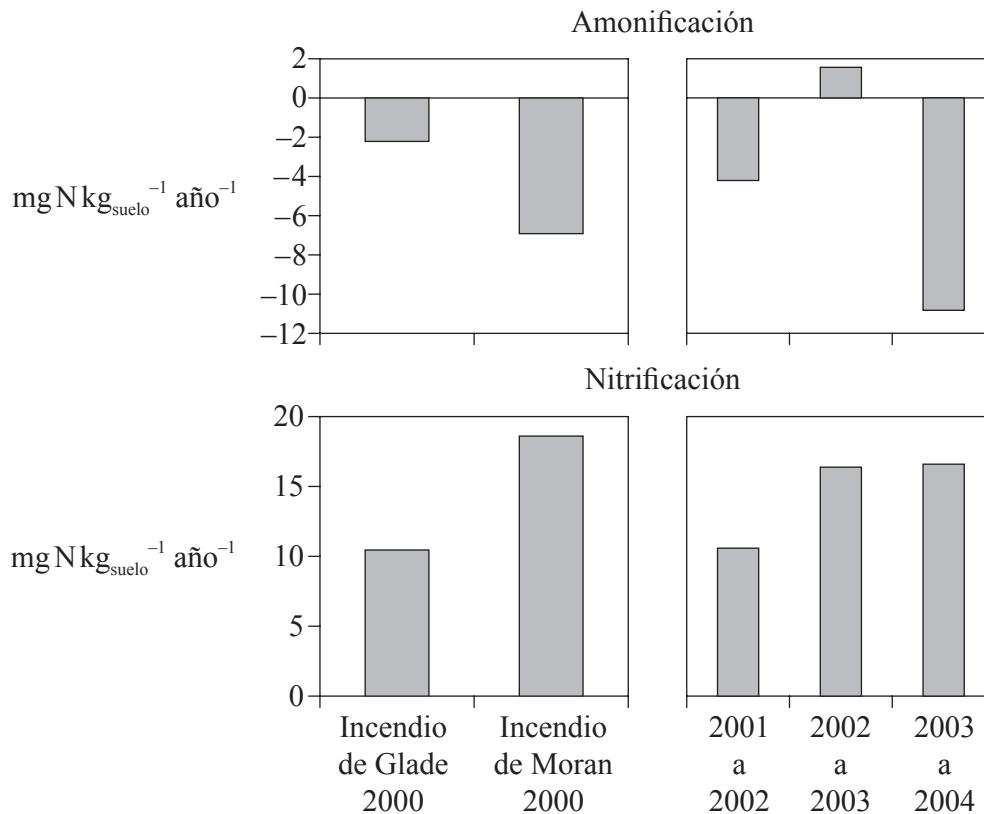 Amonificación
2
0
–2
–4
–6
–8
–10
–12
mg N kg_suelo⁻¹ año⁻¹
Nitrificación
20
15
10
5
0
mg N kg_suelo⁻¹ año⁻¹
Incendio
de Glade
2000
Incendio
de Moran
2000
2001
a
2002
2002
a
2003
2003
a
2004